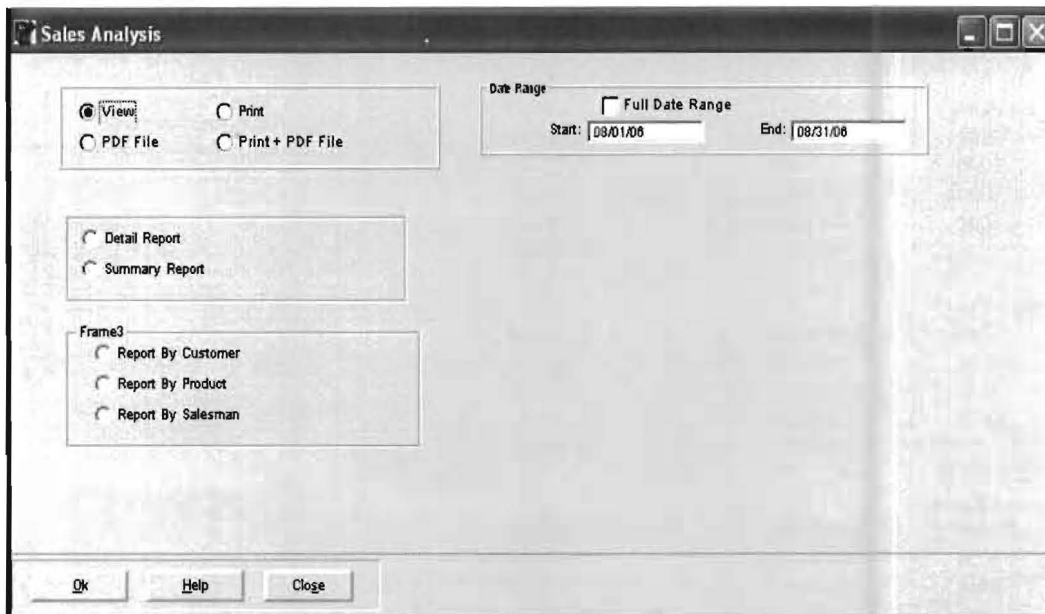 Sales Analysis
View
Print
PDF File
Print + PDF File
Date Range
Full Date Range
Start: 08/01/06
End: 08/31/06
Detail Report
Summary Report
Frame3
Report By Customer
Report By Product
Report By Salesman
Ok
Help
Close